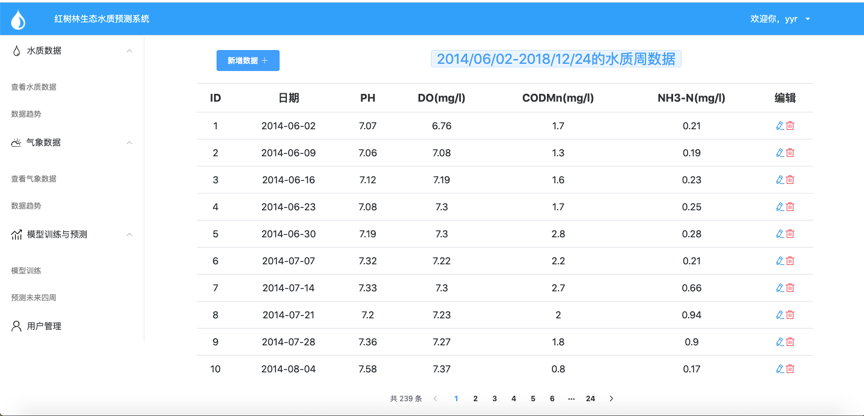 红树林生态水质预测系统
欢迎你，yyr
水质数据
查看水质数据
数据趋势
气象数据
查看气象数据
数据趋势
模型训练与预测
模型训练
预测未来四周
用户管理
新增数据 +
2014/06/02-2018/12/24的水质周数据
ID 日期 PH DO(mg/l) CODMn(mg/l) NH3-N(mg/l) 编辑
1 2014-06-02 7.07 6.76 1.7 0.21
2 2014-06-09 7.06 7.08 1.3 0.19
3 2014-06-16 7.12 7.19 1.6 0.23
4 2014-06-23 7.08 7.3 1.7 0.25
5 2014-06-30 7.19 7.3 2.8 0.28
6 2014-07-07 7.32 7.22 2.2 0.21
7 2014-07-14 7.33 7.3 2.7 0.66
8 2014-07-21 7.2 7.23 2 0.94
9 2014-07-28 7.36 7.27 1.8 0.9
10 2014-08-04 7.58 7.37 0.8 0.17
共 239 条 < 1 2 3 4 5 6 ··· 24 >